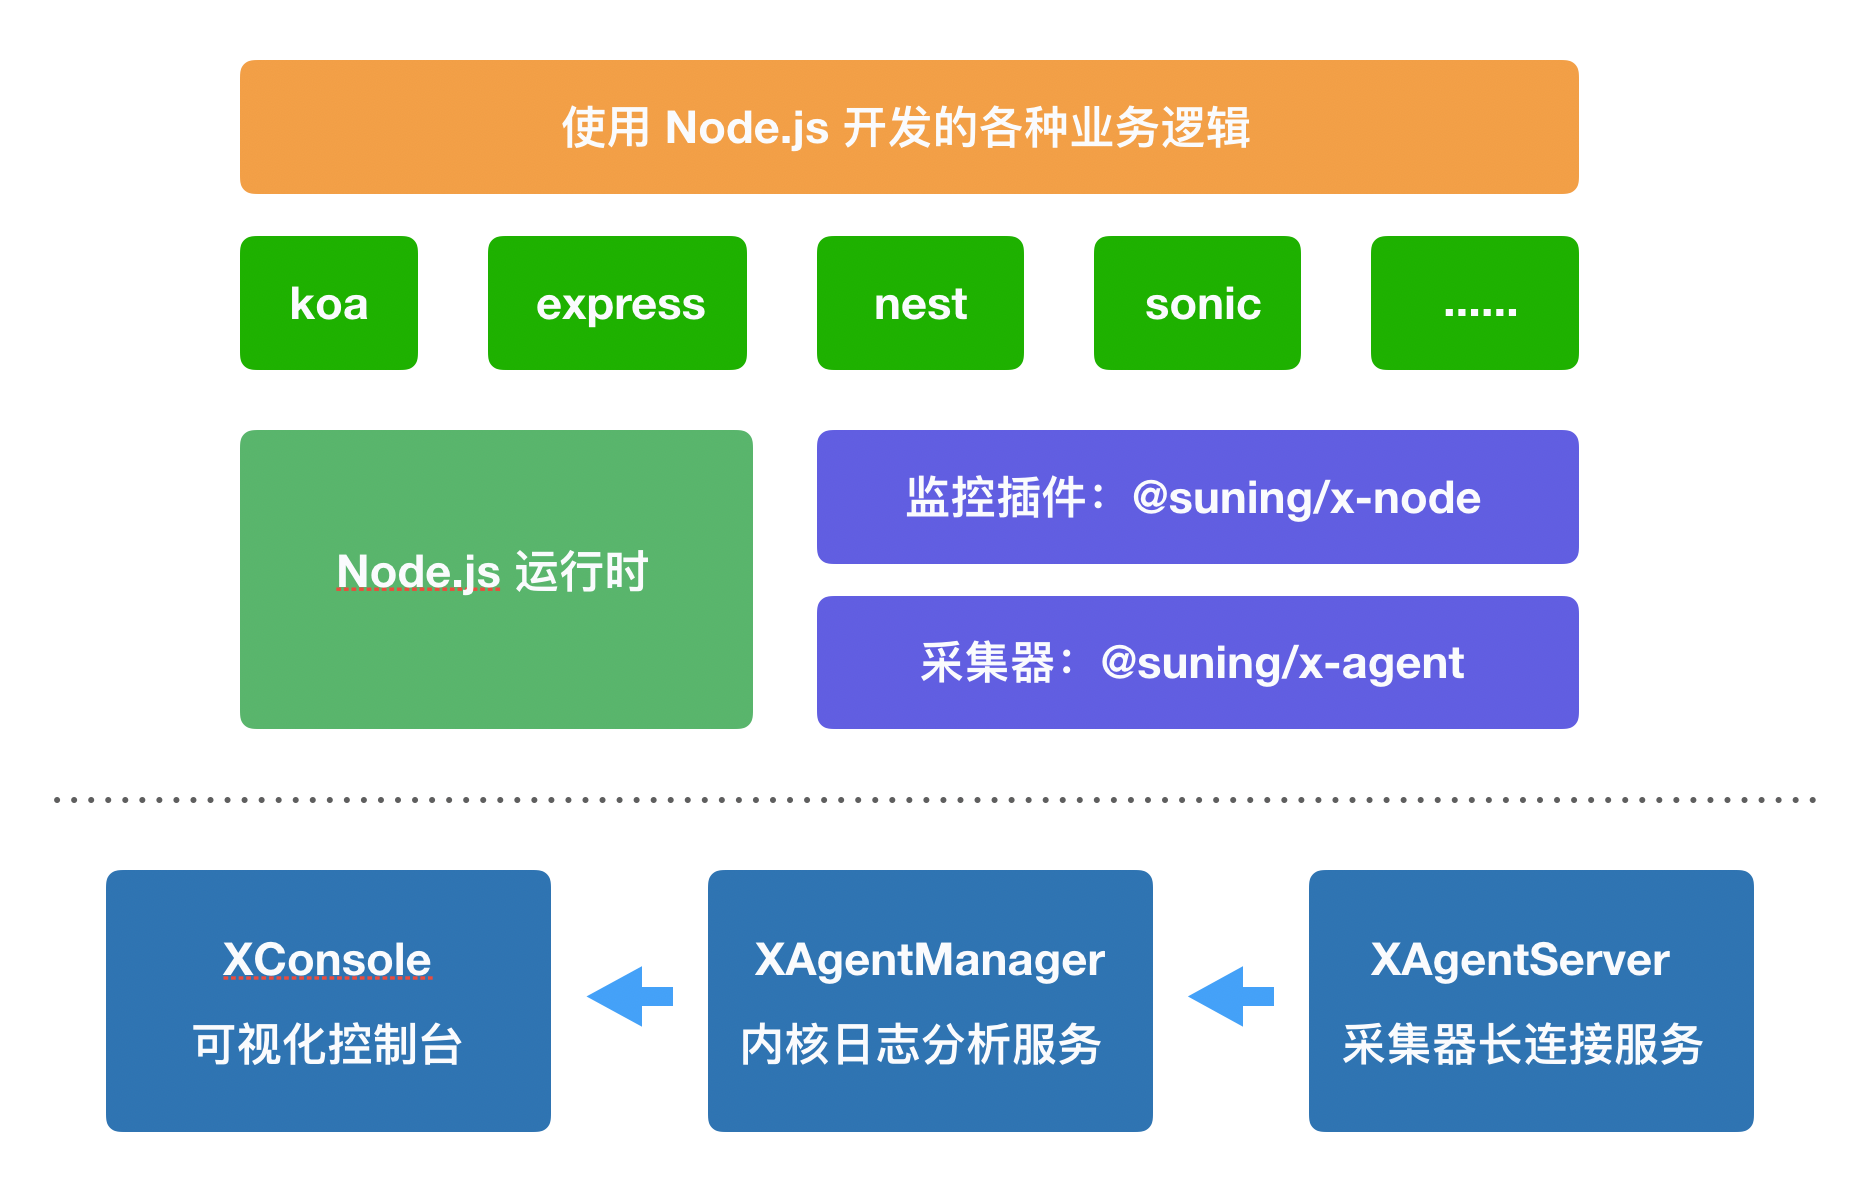 使用 Node.js 开发的各种业务逻辑
koa
express
nest
sonic
......
Node.js 运行时
监控插件：@suning/x-node
采集器：@suning/x-agent
XConsole
可视化控制台
XAgentManager
内核日志分析服务
XAgentServer
采集器长连接服务